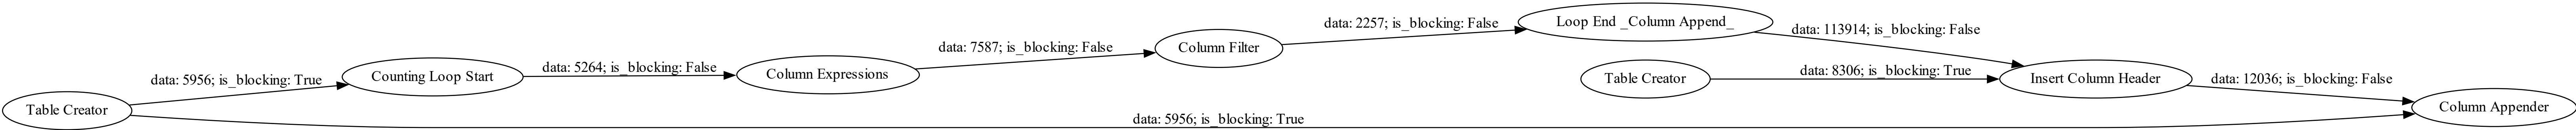 Table Creator
data: 5956; is_blocking: True
Counting Loop Start
data: 5264; is_blocking: False
Column Expressions
data: 7587; is_blocking: False
Column Filter
data: 2257; is_blocking: False
Loop End _Column Append_
data: 113914; is_blocking: False
Table Creator
data: 8306; is_blocking: True
Insert Column Header
data: 12036; is_blocking: False
Column Appender
data: 5956; is_blocking: True